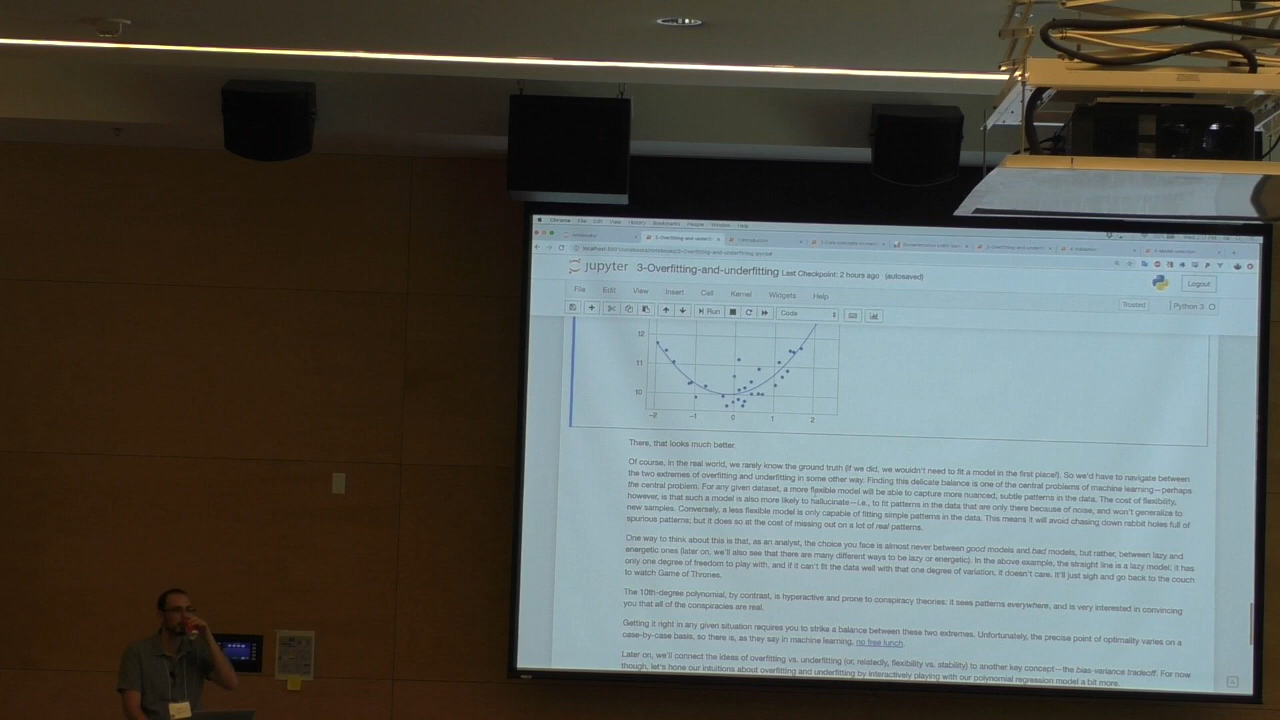 Chrome File Edit View History Bookmarks People Window Help
jupyter 3-Overfitting-and-underfitting Last Checkpoint: 2 hours ago (autosaved)
Logout
File Edit View Insert Cell Kernel Widgets Help
Trusted Python 3
Run Code
12
11
10
-2 -1 0 1 2
There, that looks much better.
Of course, in the real world, we rarely know the ground truth (if we did, we wouldn't need to fit a model in the first place!). So we'd have to navigate between
the two extremes of overfitting and underfitting in some other way. Finding this delicate balance is one of the central problems of machine learning—perhaps
the central problem. For any given dataset, a more flexible model will be able to capture more nuanced, subtle patterns in the data. The cost of flexibility,
however, is that such a model is also more likely to hallucinate—i.e., to fit patterns in the data that are only there because of noise, and won't generalize to
new samples. Conversely, a less flexible model is only capable of fitting simple patterns in the data. This means it will avoid chasing down rabbit holes full of
spurious patterns; but it does so at the cost of missing out on a lot of real patterns.
One way to think about this is that, as an analyst, the choice you face is almost never between good models and bad models, but rather, between lazy and
energetic ones (later on, we'll also see that there are many different ways to be lazy or energetic). In the above example, the straight line is a lazy model: it has
only one degree of freedom to play with, and if it can't fit the data well with that one degree of variation, it doesn't care. It'll just sigh and go back to the couch
to watch Game of Thrones.
The 10th-degree polynomial, by contrast, is hyperactive and prone to conspiracy theories: it sees patterns everywhere, and is very interested in convincing
you that all of the conspiracies are real.
Getting it right in any given situation requires you to strike a balance between these two extremes. Unfortunately, the precise point of optimality varies on a
case-by-case basis, so there is, as they say in machine learning, no free lunch.
Later on, we'll connect the ideas of overfitting vs. underfitting (or, relatedly, flexibility vs. stability) to another key concept—the bias-variance tradeoff. For now
though, let's hone our intuitions about overfitting and underfitting by interactively playing with our polynomial regression model a bit more.